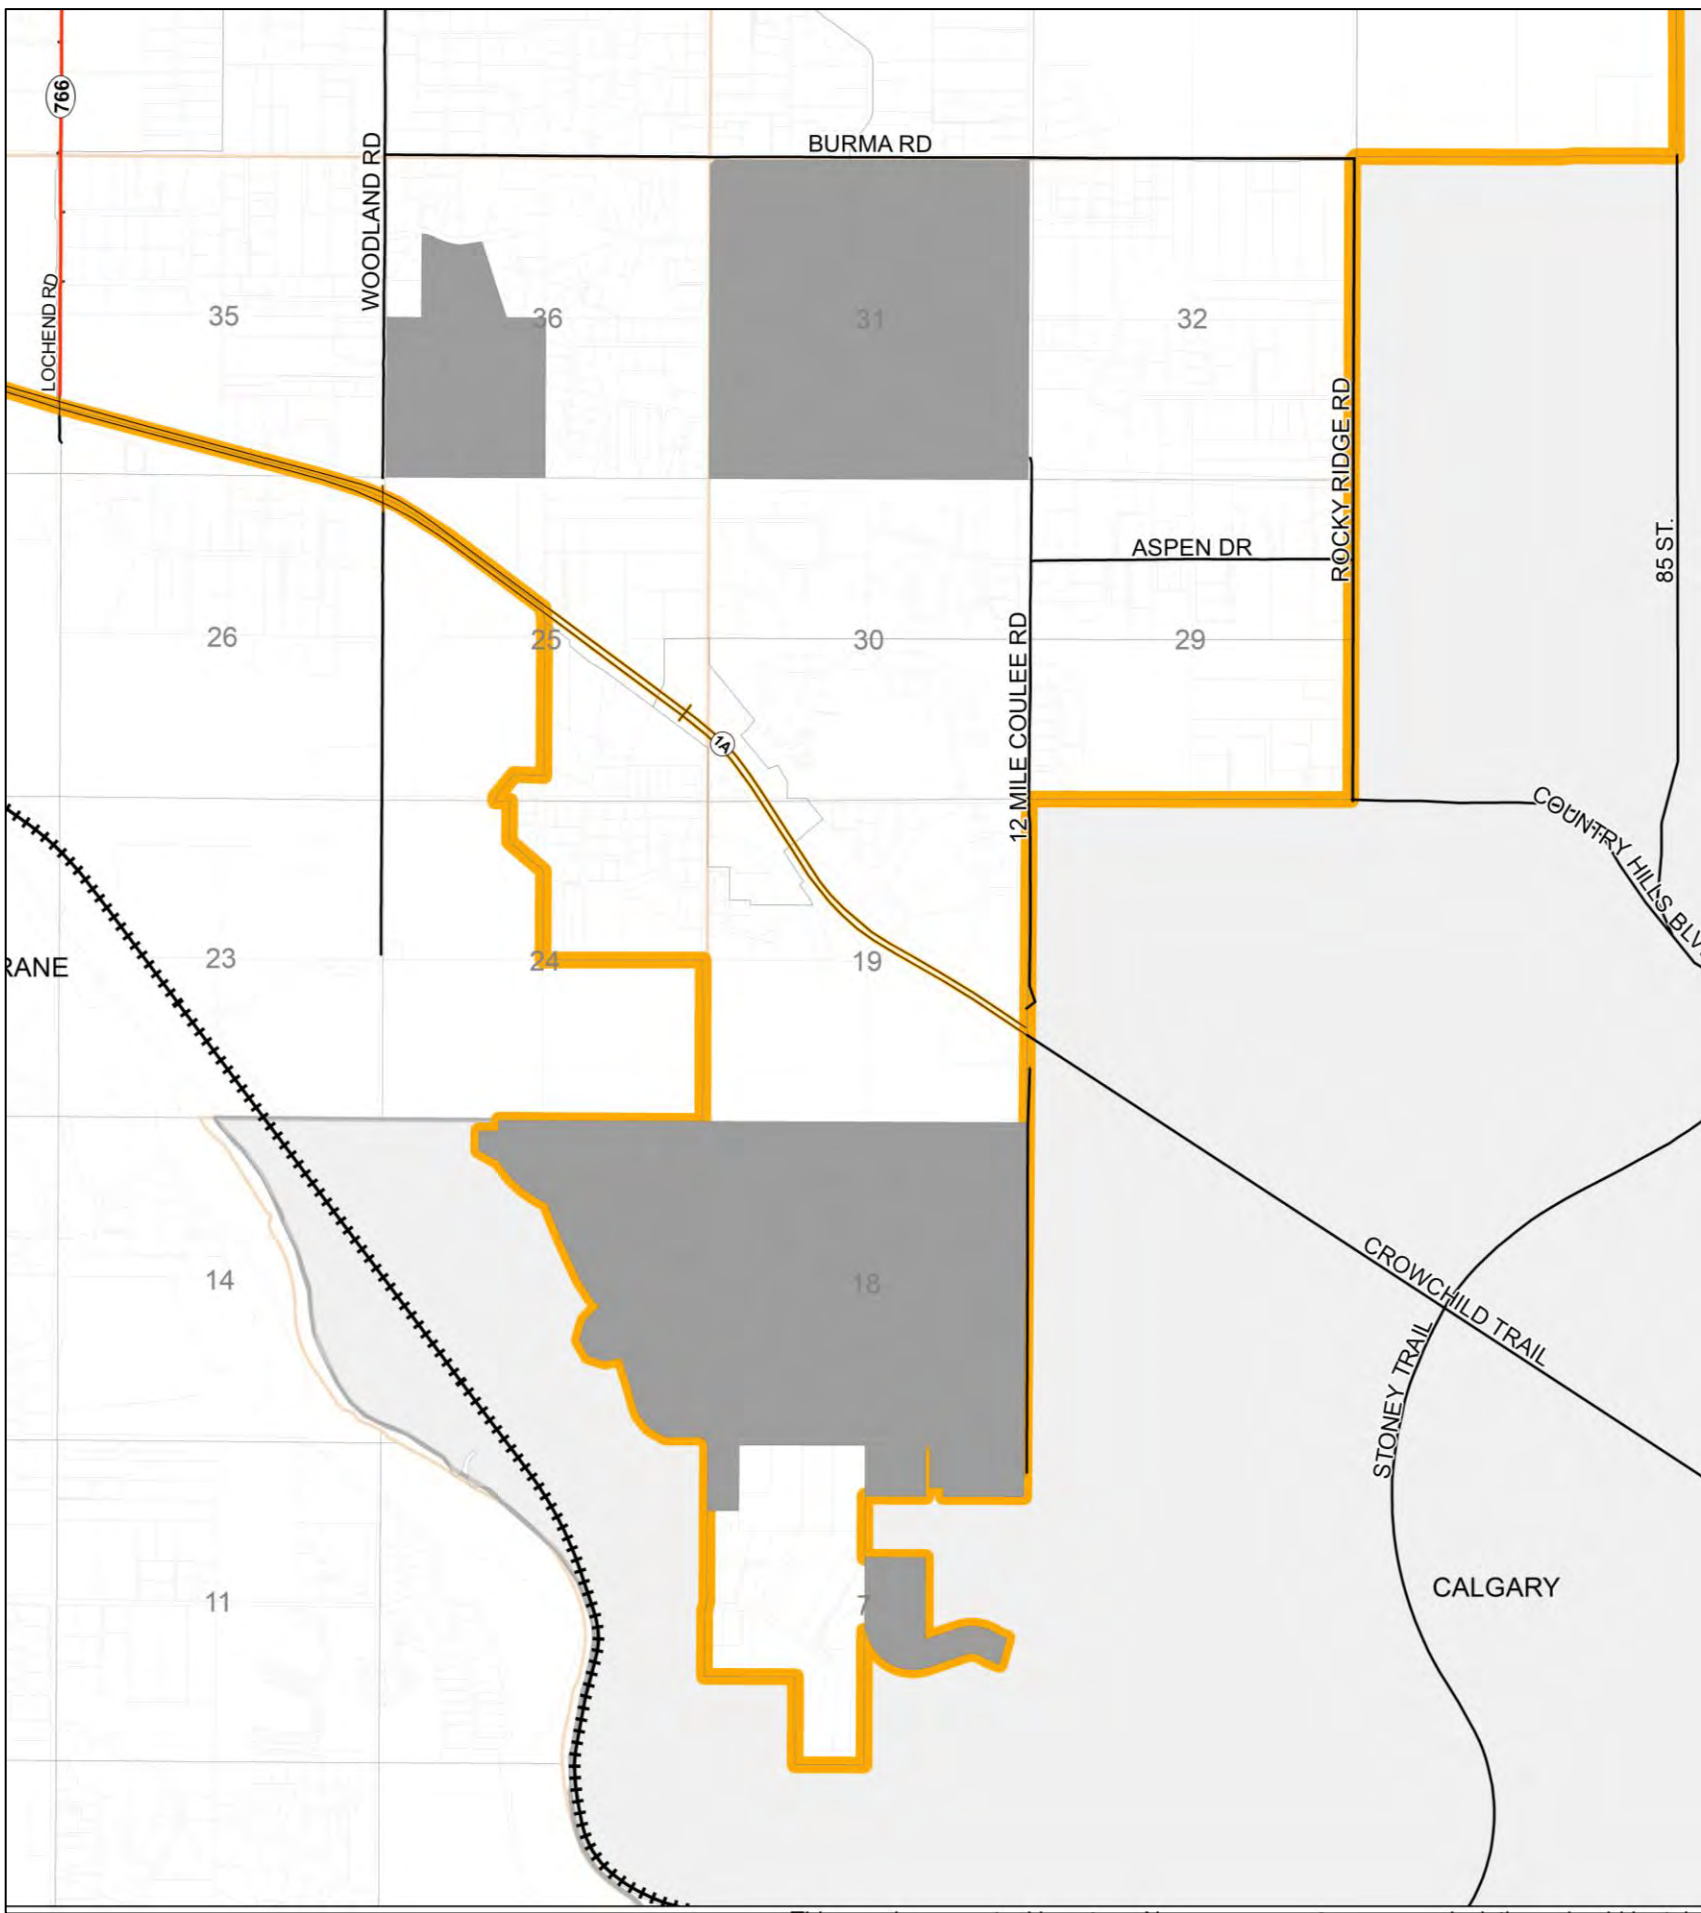 766
BURMA RD
WOODLAND RD
LOCHEND RD
35
36
31
32
ROCKY RIDGE RD
85 ST.
ASPEN DR
26
25
30
29
12 MILE COULEE RD
1A
COUNTRY HILLS BLV
RANE
23
24
19
14
18
CROWCHILD TRAIL
STONEY TRAIL
11
7
CALGARY